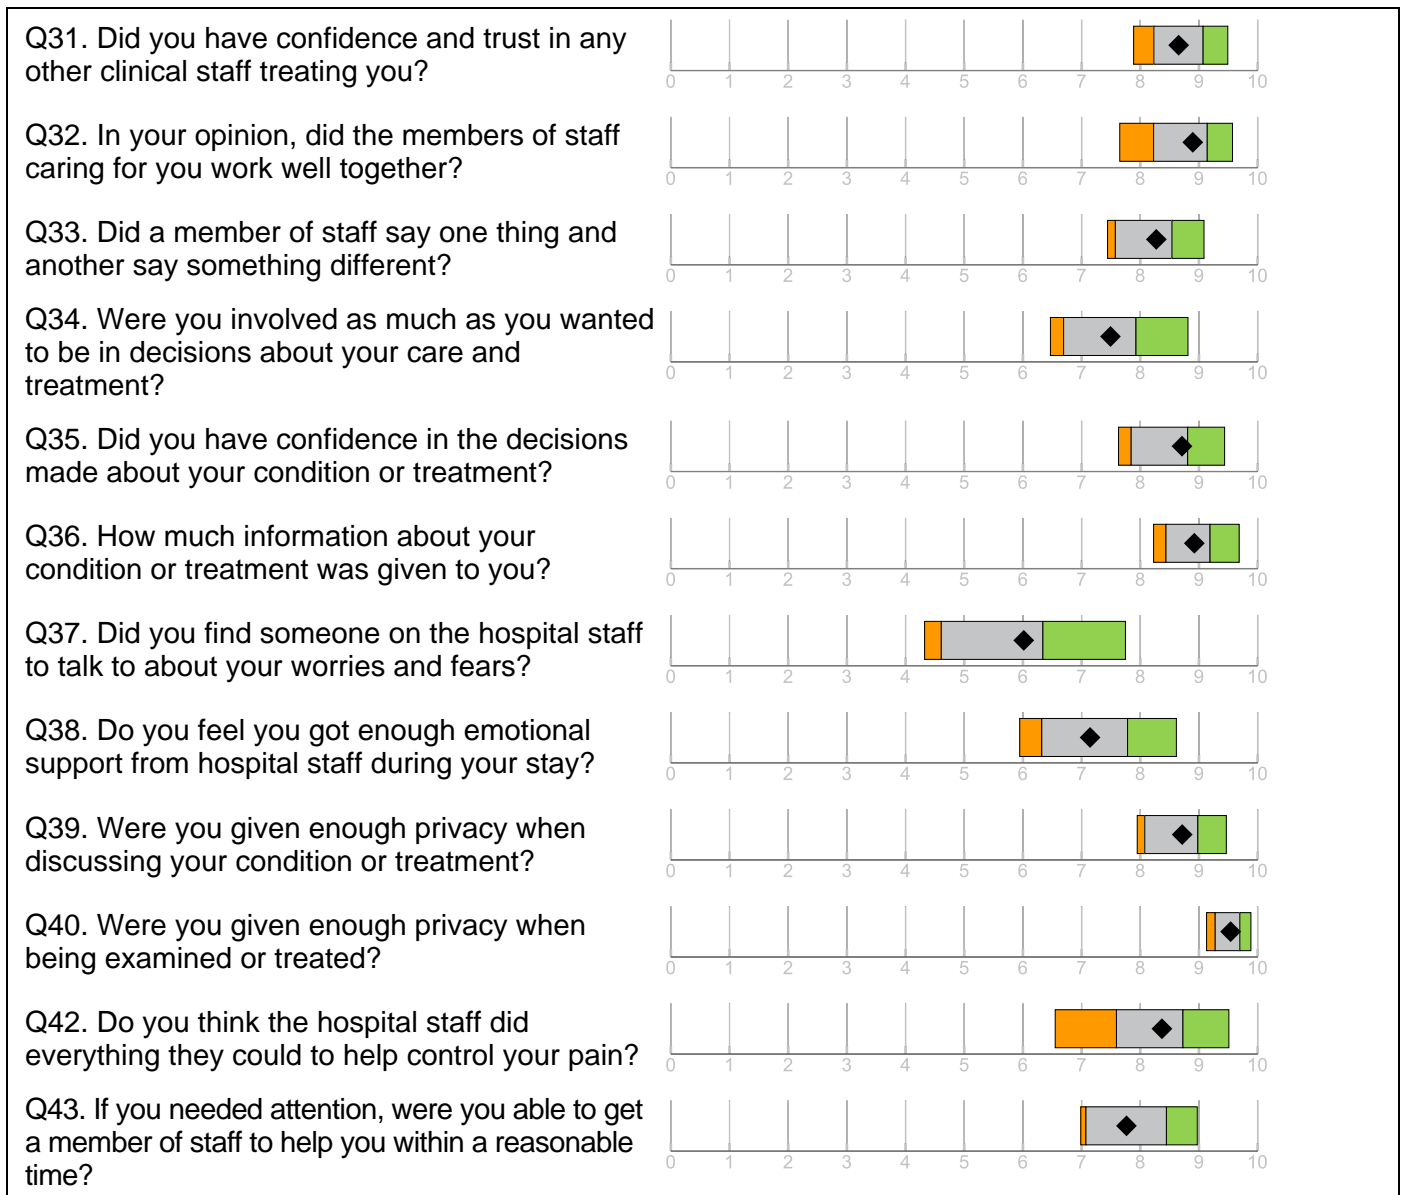 Q31. Did you have confidence and trust in any
other clinical staff treating you?
0 1 2 3 4 5 6 7 8 9 10
Q32. In your opinion, did the members of staff
caring for you work well together?
0 1 2 3 4 5 6 7 8 9 10
Q33. Did a member of staff say one thing and
another say something different?
0 1 2 3 4 5 6 7 8 9 10
Q34. Were you involved as much as you wanted
to be in decisions about your care and
treatment?
0 1 2 3 4 5 6 7 8 9 10
Q35. Did you have confidence in the decisions
made about your condition or treatment?
0 1 2 3 4 5 6 7 8 9 10
Q36. How much information about your
condition or treatment was given to you?
0 1 2 3 4 5 6 7 8 9 10
Q37. Did you find someone on the hospital staff
to talk to about your worries and fears?
0 1 2 3 4 5 6 7 8 9 10
Q38. Do you feel you got enough emotional
support from hospital staff during your stay?
0 1 2 3 4 5 6 7 8 9 10
Q39. Were you given enough privacy when
discussing your condition or treatment?
0 1 2 3 4 5 6 7 8 9 10
Q40. Were you given enough privacy when
being examined or treated?
0 1 2 3 4 5 6 7 8 9 10
Q42. Do you think the hospital staff did
everything they could to help control your pain?
0 1 2 3 4 5 6 7 8 9 10
Q43. If you needed attention, were you able to get
a member of staff to help you within a reasonable
time?
0 1 2 3 4 5 6 7 8 9 10